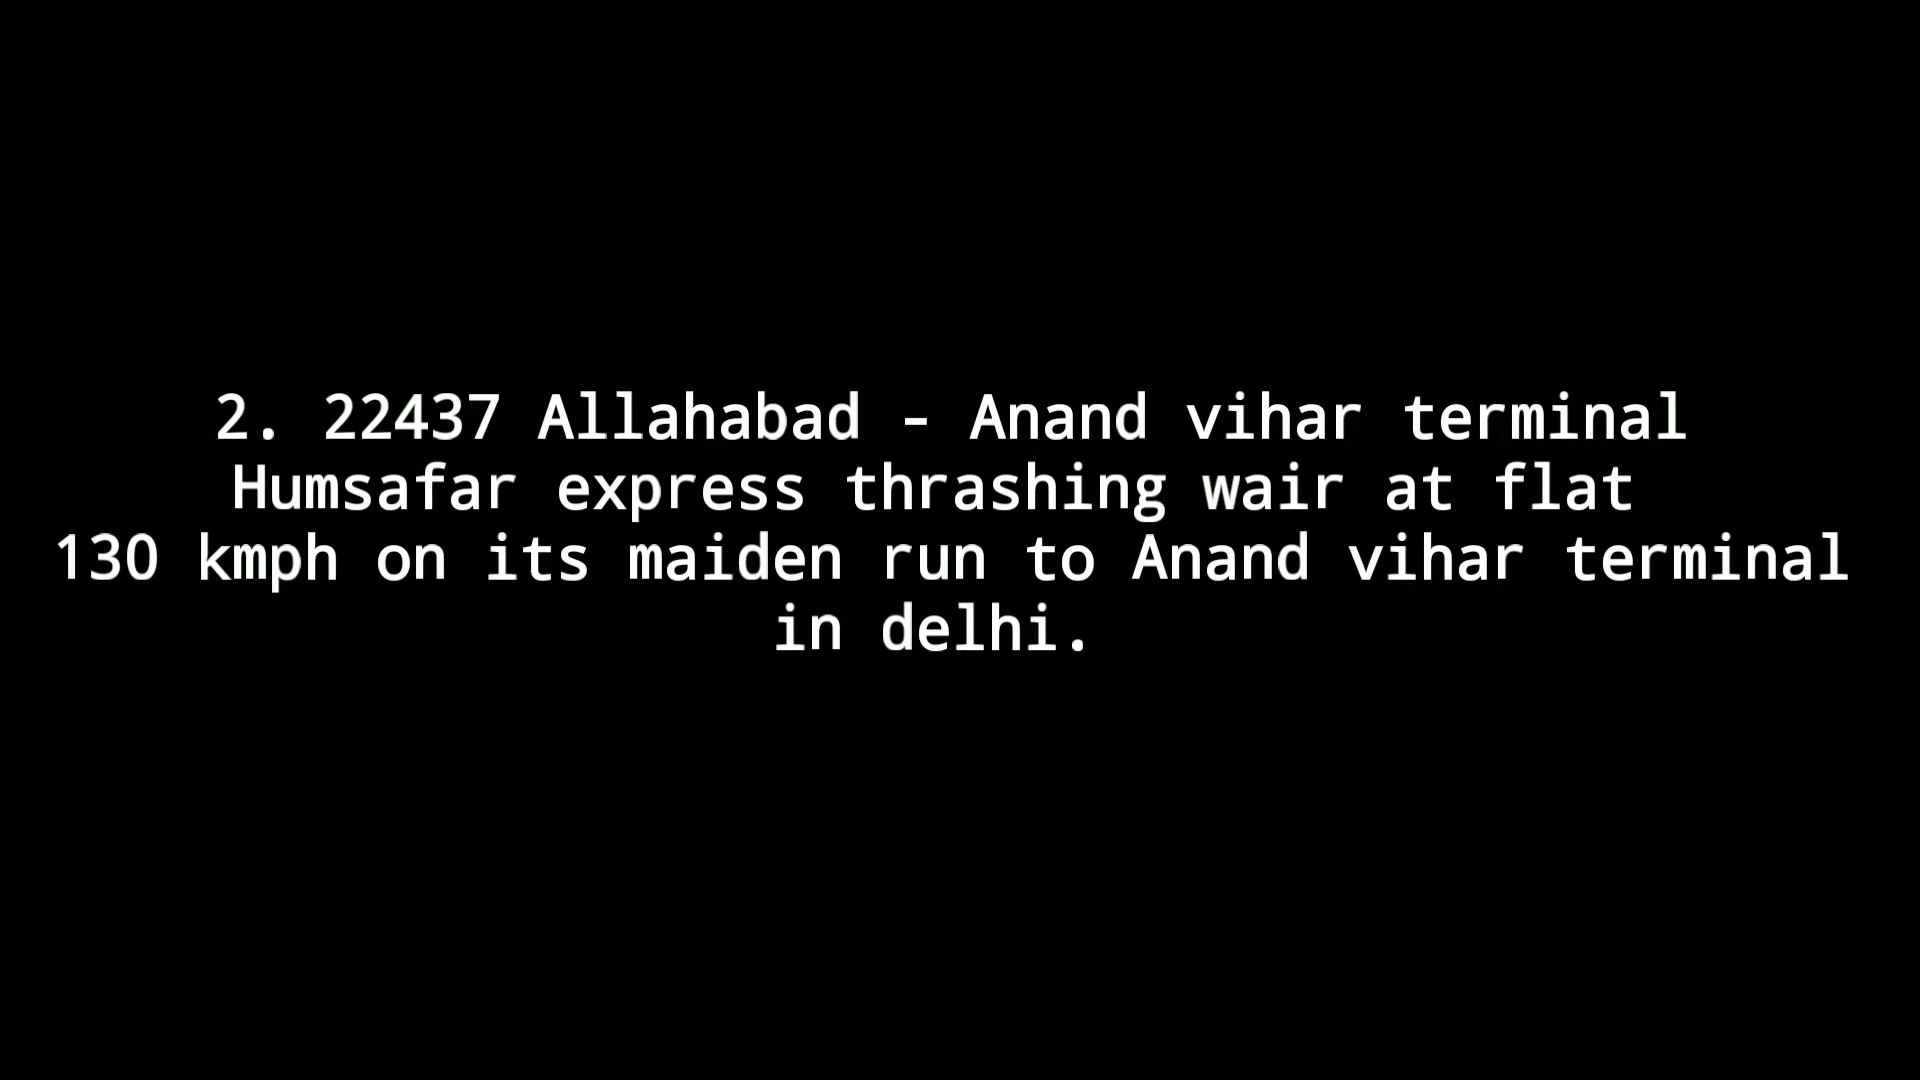 2. 22437 Allahabad - Anand vihar terminal
Humsafar express thrashing wair at flat
130 kmph on its maiden run to Anand vihar terminal
in delhi.